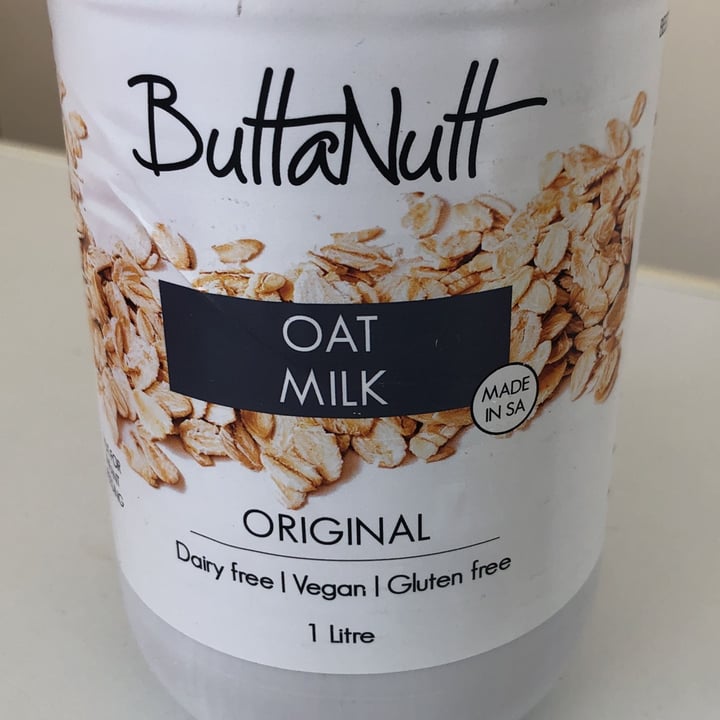 ButtaNutt
OAT
MILK
MADE
IN SA
ORIGINAL
Dairy free | Vegan | Gluten free
1 Litre